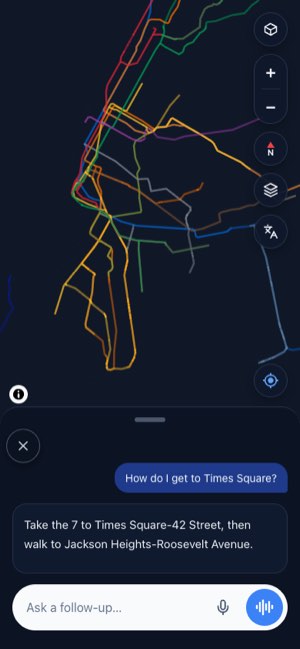 N
How do I get to Times Square?
Take the 7 to Times Square-42 Street, then
walk to Jackson Heights-Roosevelt Avenue.
Ask a follow-up...